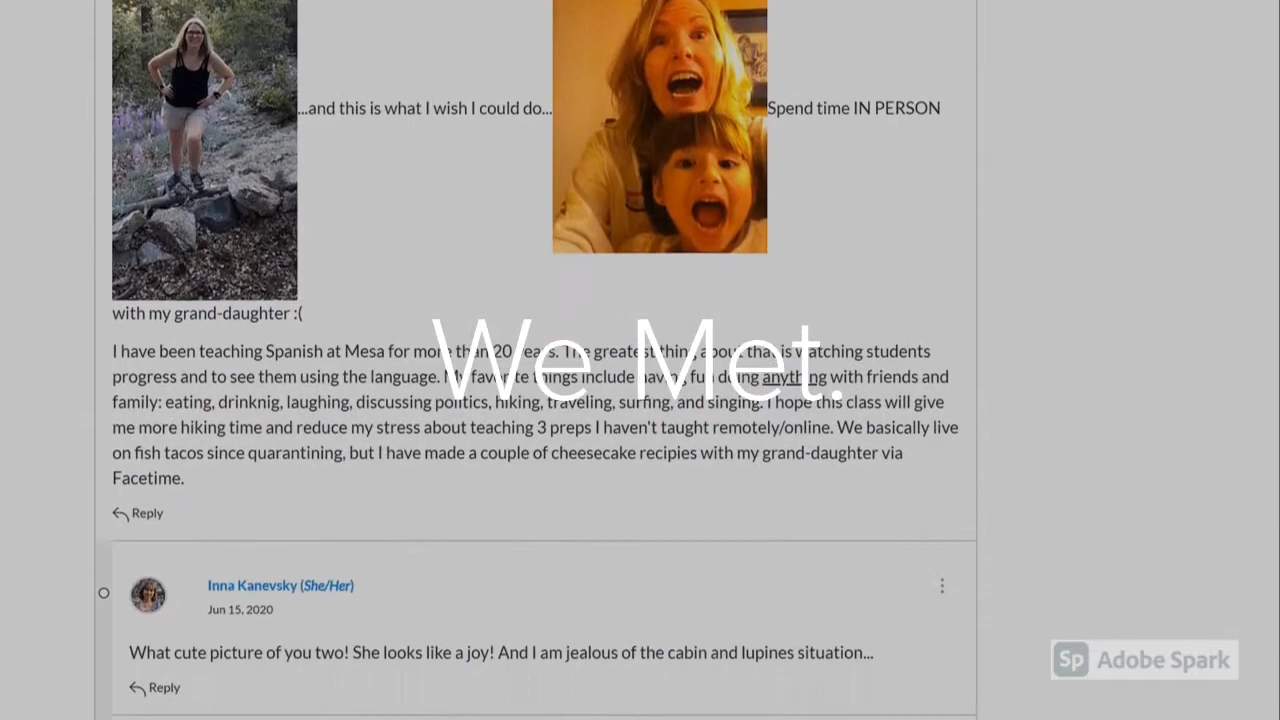 ...and this is what I wish I could do... Spend time IN PERSON
with my grand-daughter :(
We Met.
I have been teaching Spanish at Mesa for more than 20 years. The greatest thing about that is watching students
progress and to see them using the language. My favorite things include having fun doing anything with friends and
family: eating, drinknig, laughing, discussing politics, hiking, traveling, surfing, and singing. I hope this class will give
me more hiking time and reduce my stress about teaching 3 preps I haven't taught remotely/online. We basically live
on fish tacos since quarantining, but I have made a couple of cheesecake recipies with my grand-daughter via
Facetime.
Reply
Inna Kanevsky (She/Her)
Jun 15, 2020
What cute picture of you two! She looks like a joy! And I am jealous of the cabin and lupines situation...
Reply
Sp Adobe Spark